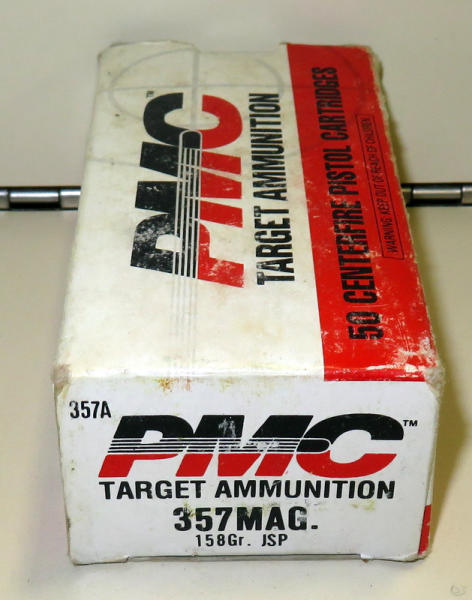 PMC
TARGET AMMUNITION
50 CENTERFIRE PISTOL CARTRIDGES
WARNING: KEEP OUT OF REACH OF CHILDREN
357A
PMC™
TARGET AMMUNITION
357MAG.
158Gr. JSP